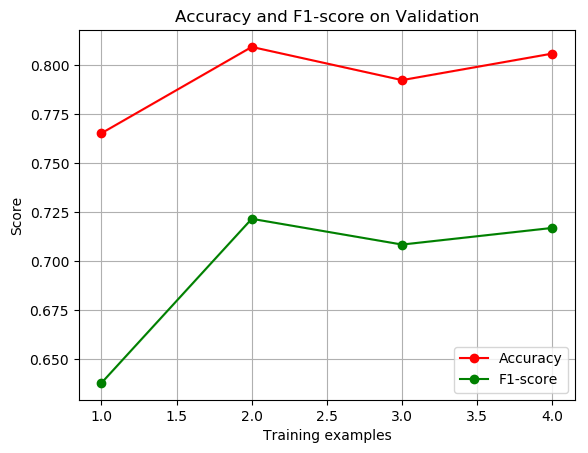 Accuracy and F1-score on Validation
0.800
0.775
0.750
0.725
0.700
0.675
0.650
Score
1.0 1.5 2.0 2.5 3.0 3.5 4.0
Training examples
Accuracy
F1-score